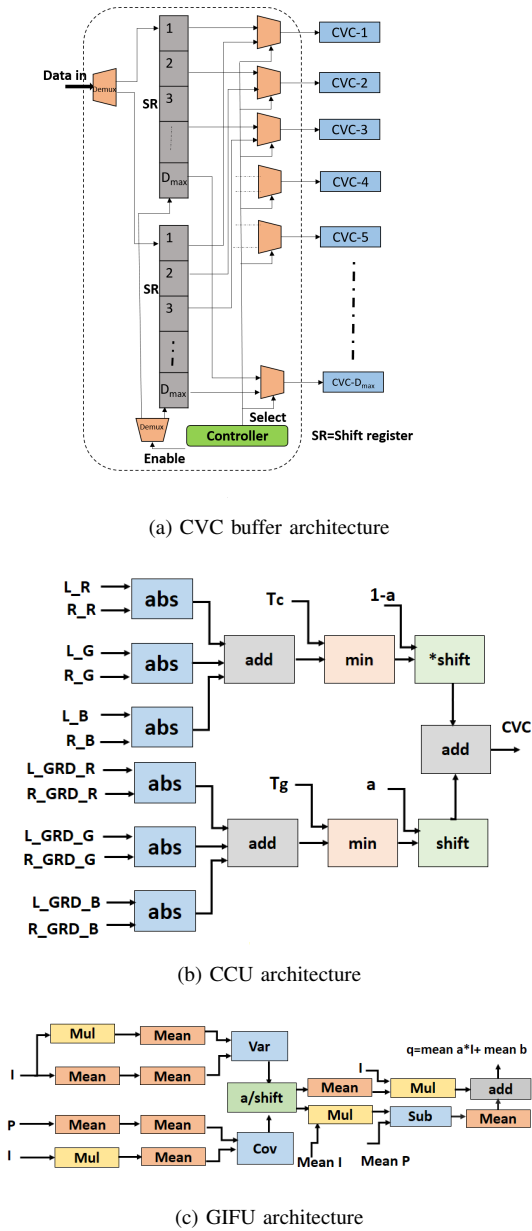 Data in
Demux
SR
1
2
3
Dmax
SR
1
2
3
Dmax
Demux
Enable
Select
Controller
SR=Shift register
CVC-1
CVC-2
CVC-3
CVC-4
CVC-5
CVC-Dmax
(a) CVC buffer architecture
L_R
R_R
abs
L_G
R_G
abs
L_B
R_B
abs
Tc
1-a
add
min
*shift
add
CVC
L_GRD_R
R_GRD_R
abs
L_GRD_G
R_GRD_G
abs
L_GRD_B
R_GRD_B
abs
Tg
a
add
min
shift
(b) CCU architecture
I
Mul
Mean
Mean
Mean
Var
P
Mean
Mean
I
Mul
Mean
Cov
a/shift
Mean
I
Mul
q=mean a*I+ mean b
add
Mul
Sub
Mean
Mean I
Mean P
(c) GIFU architecture